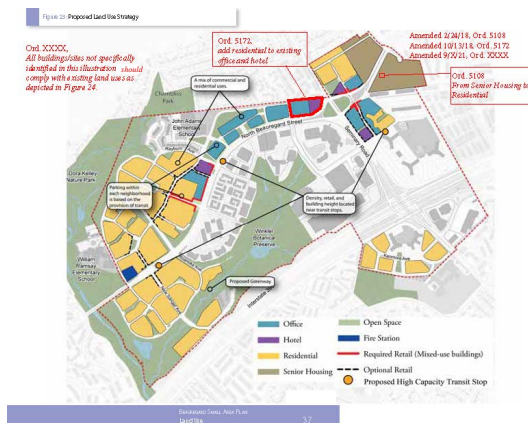 Figure 23: Proposed Land Use Strategy
Ord. XXXX,
All buildings/sites not specifically
identified in this illustration should
comply with existing land uses as
depicted in Figure 24.
Ord. 5172,
add residential to existing
office and hotel
Amended 2/24/18, Ord. 5108
Amended 10/13/18, Ord. 5172
Amended 9/X/21, Ord. XXXX
Ord. 5108
From Senior Housing to
Residential
A mix of commercial and
residential uses.
Chambliss
Park
John Adams
Elementary
School
North Beauregard Street
Seminary Road
Rayburn Ave
Dora Kelley
Nature Park
Parking within
each neighborhood
is based on the
provision of transit.
Density, retail, and
building height located
near transit stops.
Winkler
Botanical
Preserve
William
Ramsay
Elementary
School
Proposed Greenway
Office
Hotel
Residential
Senior Housing
Open Space
Fire Station
Required Retail (Mixed-use buildings)
Optional Retail
Proposed High Capacity Transit Stop
Beauregard Small Area Plan
Land Use
37